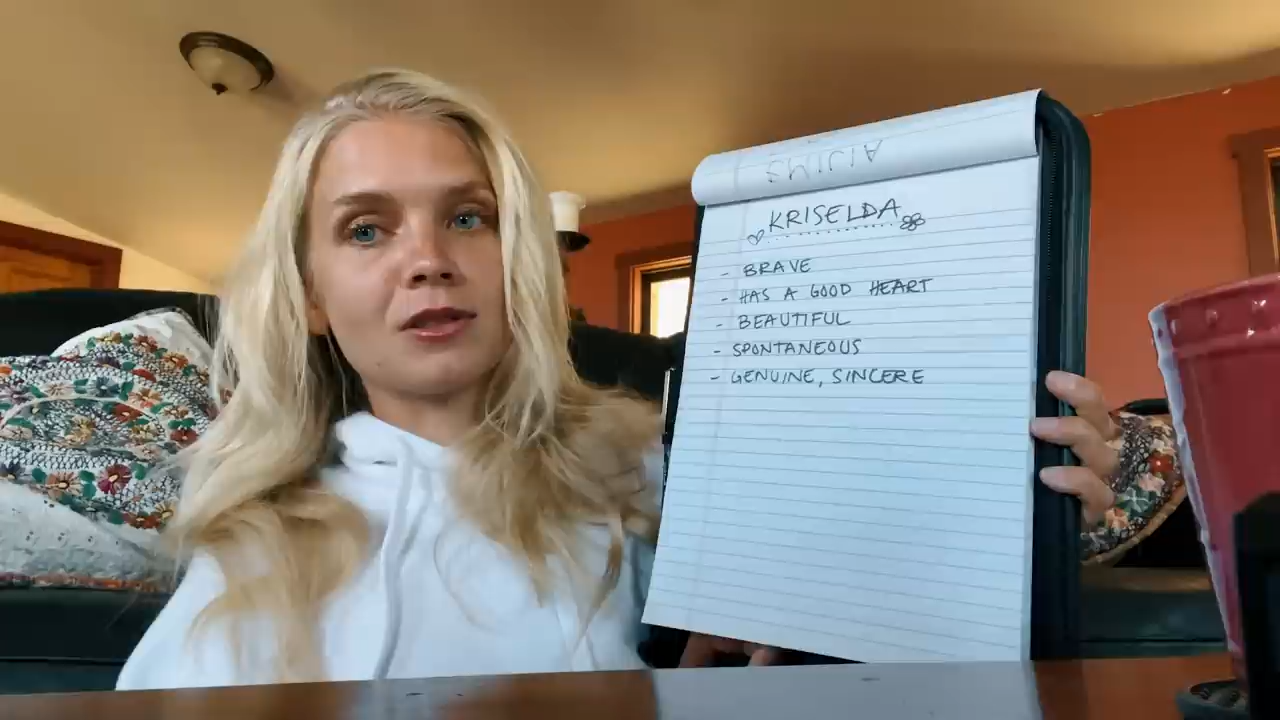 KRISELDA
- BRAVE
- HAS A GOOD HEART
- BEAUTIFUL
- SPONTANEOUS
- GENUINE, SINCERE